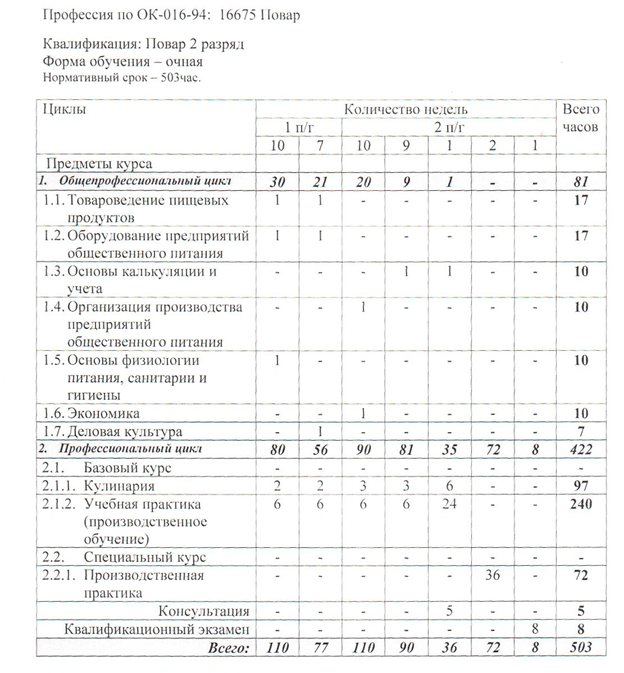 Профессия по ОК-016-94:  16675 Повар
Квалификация: Повар 2 разряд
Форма обучения – очная
Нормативный срок – 503час.
Циклы Количество недель Всего
1 п/г 2 п/г часов
10 7 10 9 1 2 1
Предметы курса
1. Общепрофессиональный цикл 30 21 20 9 1 - - 81
1.1. Товароведение пищевых 1 1 - - - - - 17
продуктов
1.2. Оборудование предприятий 1 1 - - - - - 17
общественного питания
1.3. Основы калькуляции и - - - 1 1 - - 10
учета
1.4. Организация производства - - 1 - - - - 10
предприятий
общественного питания
1.5. Основы физиологии 1 - - - - - - 10
питания, санитарии и
гигиены
1.6. Экономика - - 1 - - - - 10
1.7. Деловая культура - 1 - - - - - 7
2. Профессиональный цикл 80 56 90 81 35 72 8 422
2.1. Базовый курс - - - - - - - -
2.1.1. Кулинария 2 2 3 3 6 - - 97
2.1.2. Учебная практика 6 6 6 6 24 - - 240
(производственное
обучение)
2.2. Специальный курс - - - - - - - -
2.2.1. Производственная - - - - - 36 - 72
практика
Консультация - - - - 5 - - 5
Квалификационный экзамен - - - - - - 8 8
Всего: 110 77 110 90 36 72 8 503